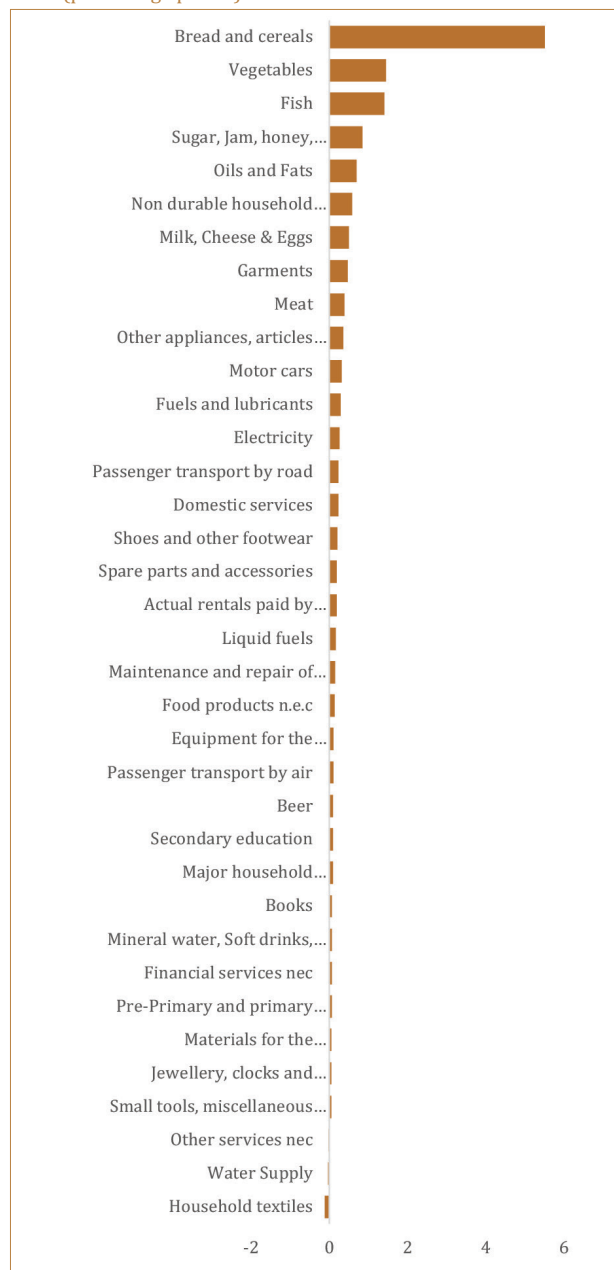 Bread and cereals
Vegetables
Fish
Sugar, Jam, honey,…
Oils and Fats
Non durable household…
Milk, Cheese & Eggs
Garments
Meat
Other appliances, articles…
Motor cars
Fuels and lubricants
Electricity
Passenger transport by road
Domestic services
Shoes and other footwear
Spare parts and accessories
Actual rentals paid by…
Liquid fuels
Maintenance and repair of…
Food products n.e.c
Equipment for the…
Passenger transport by air
Beer
Secondary education
Major household…
Books
Mineral water, Soft drinks,…
Financial services nec
Pre-Primary and primary…
Materials for the…
Jewellery, clocks and…
Small tools, miscellaneous…
Other services nec
Water Supply
Household textiles
-2 0 2 4 6